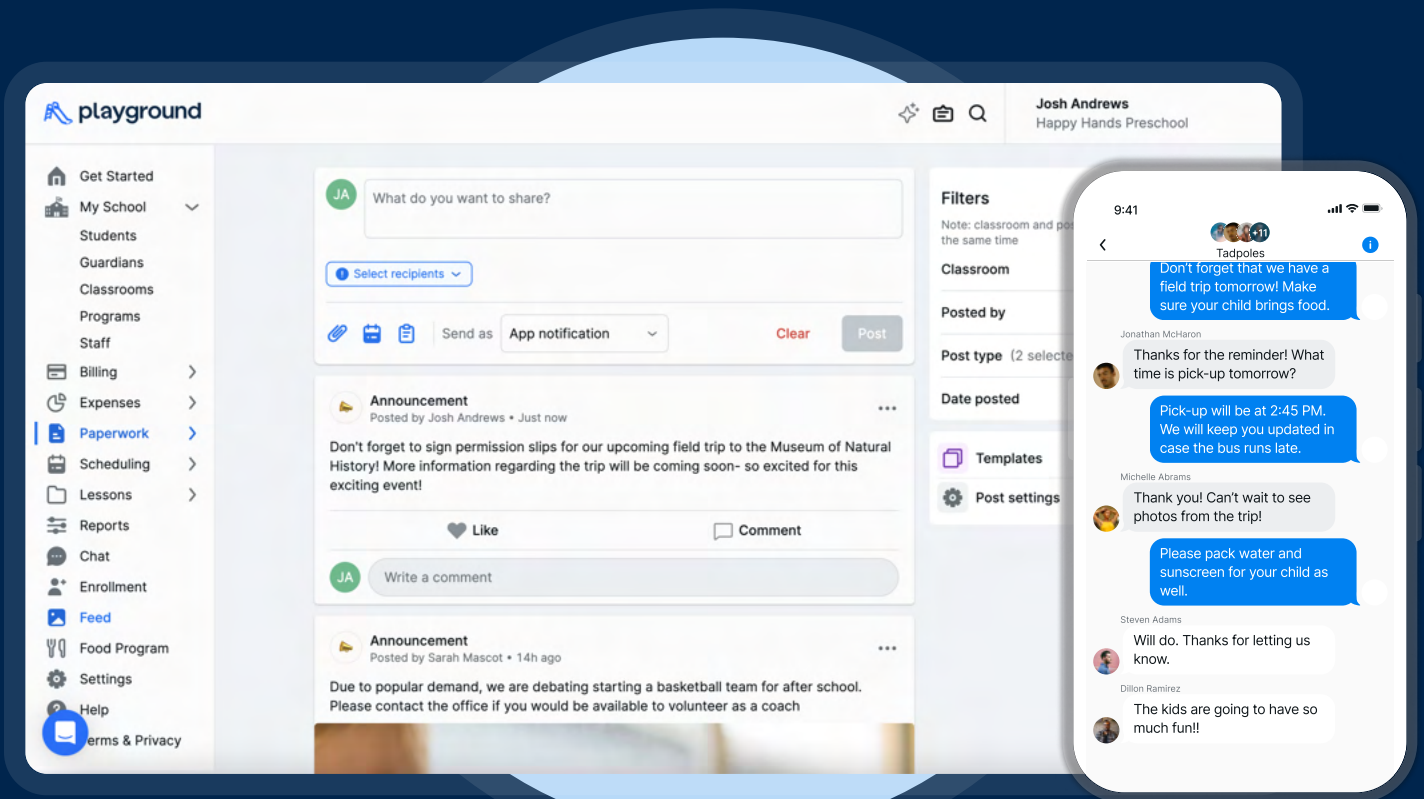 playground
Josh Andrews
Happy Hands Preschool
Get Started
My School
Students
Guardians
Classrooms
Programs
Staff
Billing
Expenses
Paperwork
Scheduling
Lessons
Reports
Chat
Enrollment
Feed
Food Program
Settings
Help
erms & Privacy
JA
What do you want to share?
Select recipients
Send as
App notification
Clear
Post
Announcement
Posted by Josh Andrews • Just now
Don't forget to sign permission slips for our upcoming field trip to the Museum of Natural
History! More information regarding the trip will be coming soon- so excited for this
exciting event!
Like
Comment
JA
Write a comment
Announcement
Posted by Sarah Mascot • 14h ago
Due to popular demand, we are debating starting a basketball team for after school.
Please contact the office if you would be available to volunteer as a coach
Filters
Note: classroom and pos
the same time
Classroom
Posted by
Post type (2 selecte
Date posted
Templates
Post settings
9:41
+11
Tadpoles
Don't forget that we have a
field trip tomorrow! Make
sure your child brings food.
Jonathan McHaron
Thanks for the reminder! What
time is pick-up tomorrow?
Pick-up will be at 2:45 PM.
We will keep you updated in
case the bus runs late.
Michelle Abrams
Thank you! Can't wait to see
photos from the trip!
Please pack water and
sunscreen for your child as
well.
Steven Adams
Will do. Thanks for letting us
know.
Dillon Ramirez
The kids are going to have so
much fun!!